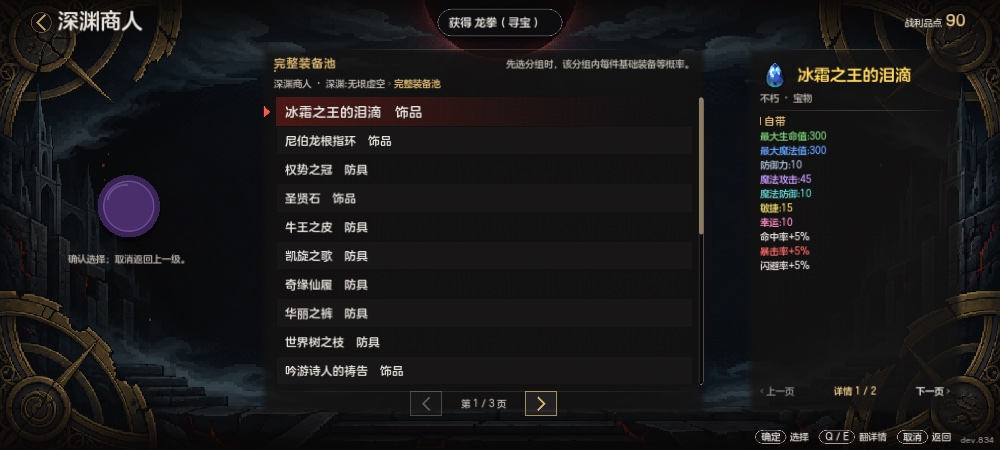 深渊商人
获得 龙拳（寻宝）
战利品点 90
完整装备池
先选分组时，该分组内每件基础装备等概率。
深渊商人 · 深渊:无垠虚空 › 完整装备池
冰霜之王的泪滴 饰品
尼伯龙根指环 饰品
权势之冠 防具
圣贤石 饰品
牛王之皮 防具
凯旋之歌 防具
奇缘仙履 防具
华丽之裤 防具
世界树之枝 防具
吟游诗人的祷告 饰品
第 1 / 3 页
确认选择；取消返回上一级。
冰霜之王的泪滴
不朽 · 宝物
自带
最大生命值:300
最大魔法值:300
防御力:10
魔法攻击:45
魔法防御:10
敏捷:15
幸运:10
命中率+5%
暴击率+5%
闪避率+5%
‹ 上一页 详情 1 / 2 下一页 ›
确定 选择 Q / E 翻详情 取消 返回
dev.834